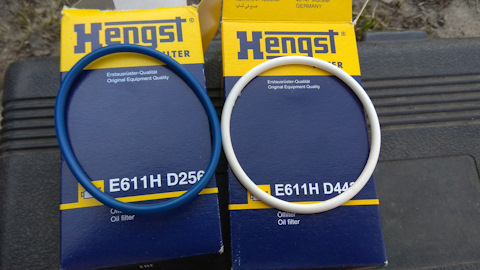 Hengst
Erstausrüster-Qualität
Original Equipment Quality
E611H D256
Oil filter
GERMANY
Hengst
Erstausrüster-Qualität
Original Equipment Quality
E611H
Ölfilter
Oil filter